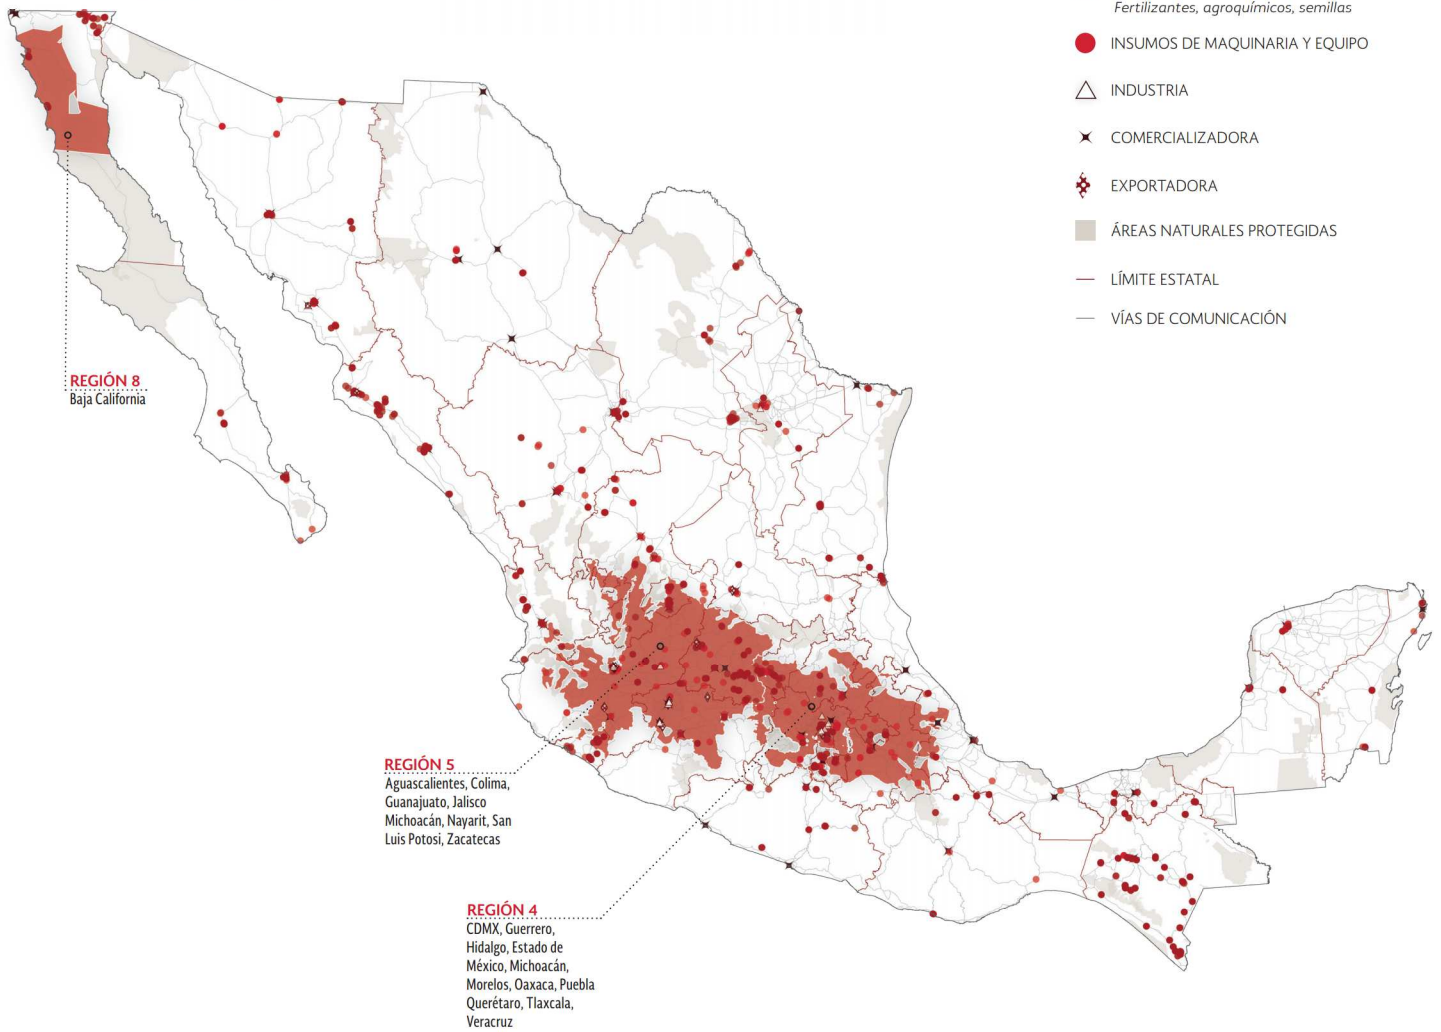 Fertilizantes, agroquímicos, semillas
INSUMOS DE MAQUINARIA Y EQUIPO
INDUSTRIA
COMERCIALIZADORA
EXPORTADORA
ÁREAS NATURALES PROTEGIDAS
LÍMITE ESTATAL
VÍAS DE COMUNICACIÓN
REGIÓN 8
Baja California
REGIÓN 5
Aguascalientes, Colima,
Guanajuato, Jalisco
Michoacán, Nayarit, San
Luis Potosi, Zacatecas
REGIÓN 4
CDMX, Guerrero,
Hidalgo, Estado de
México, Michoacán,
Morelos, Oaxaca, Puebla
Querétaro, Tlaxcala,
Veracruz